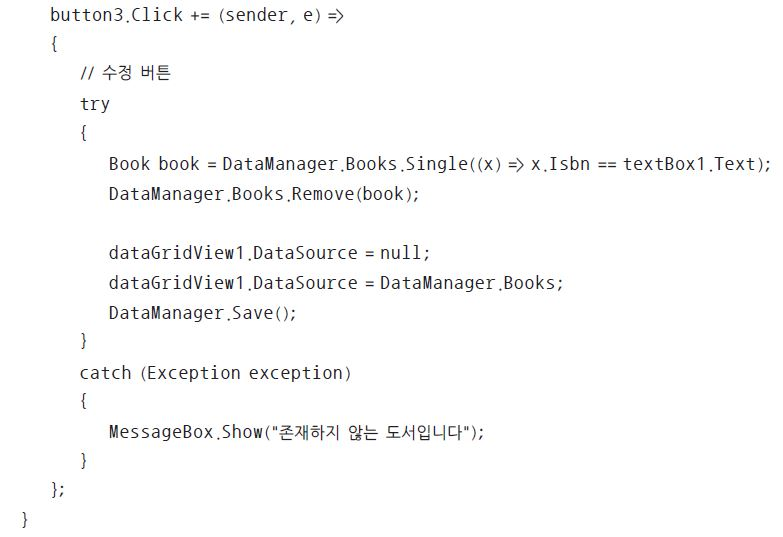 button3.Click += (sender, e) =>
{
// 수정 버튼
try
{
Book book = DataManager.Books.Single((x) => x.Isbn == textBox1.Text);
DataManager.Books.Remove(book);
dataGridView1.DataSource = null;
dataGridView1.DataSource = DataManager.Books;
DataManager.Save();
}
catch (Exception exception)
{
MessageBox.Show("존재하지 않는 도서입니다");
}
};
}